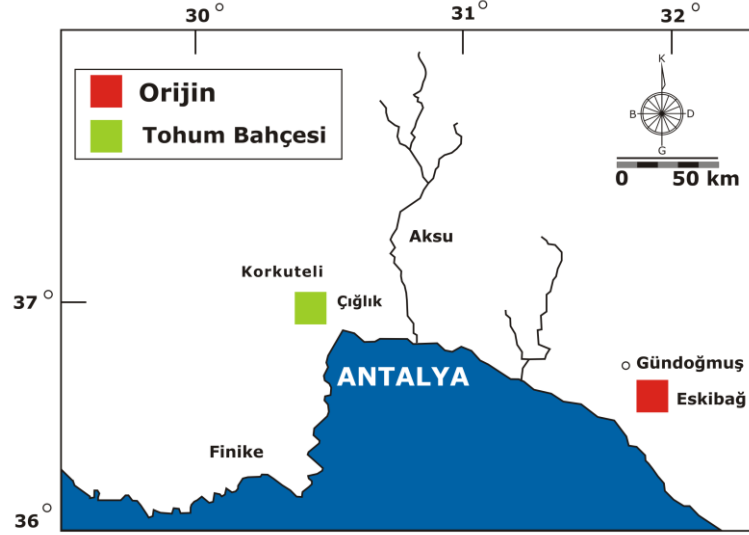 30° 31° 32°
Orijin
Tohum Bahçesi
K
B D
G
0 50 km
Aksu
Korkuteli
37°
Çığlık
Gündoğmuş
ANTALYA
Eskibağ
Finike
36°